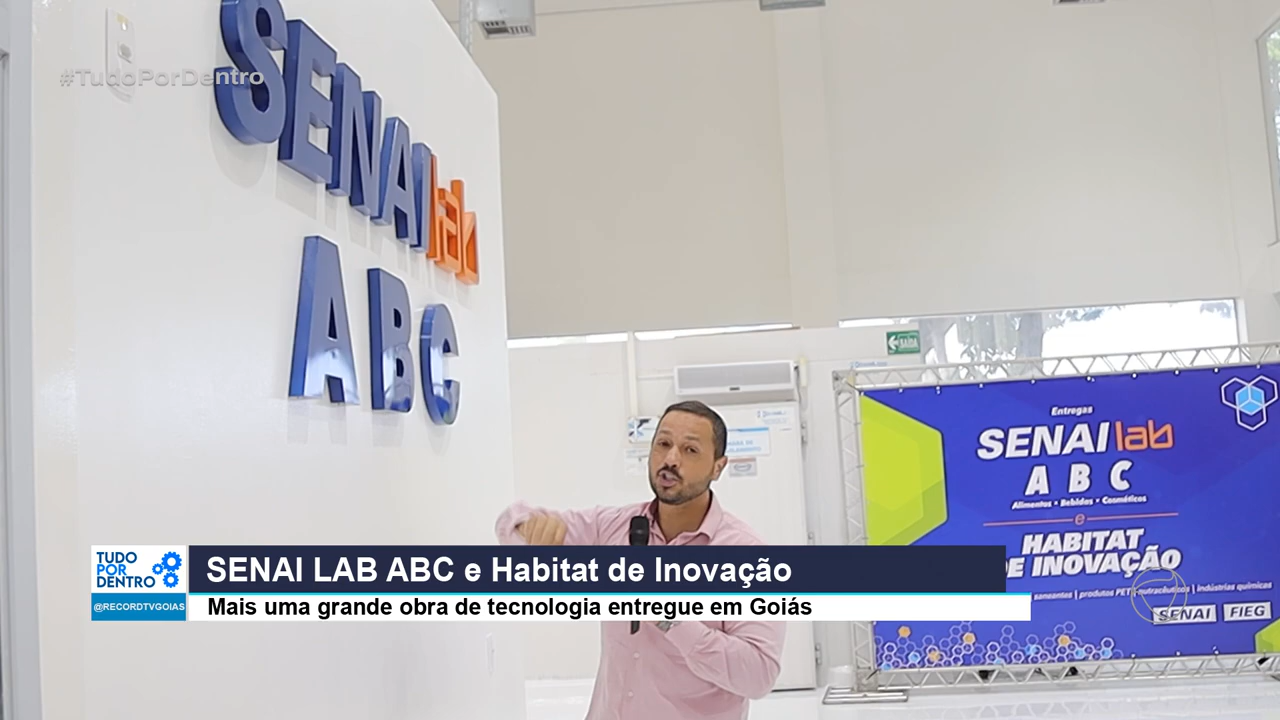 #TudoPorDentro
SENAI lab
ABC
SAÍDA
Entregas
SENAI lab
A B C
Alimentos • Bebidas • Cosméticos
e
HABITAT
DE INOVAÇÃO
saneantes | produtos PET | nutracêuticos | indústrias químicas
SENAI FIEG
TUDO
POR
DENTRO
@RECORDTVGOIAS
SENAI LAB ABC e Habitat de Inovação
Mais uma grande obra de tecnologia entregue em Goiás